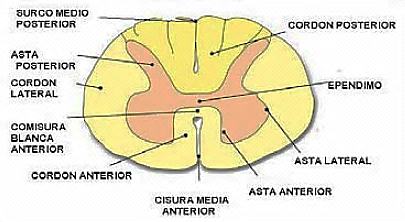 SURCO MEDIO
POSTERIOR
CORDON POSTERIOR
ASTA
POSTERIOR
CORDON
LATERAL
EPENDIMO
COMISURA
BLANCA
ANTERIOR
ASTA LATERAL
CORDON ANTERIOR
ASTA ANTERIOR
CISURA MEDIA
ANTERIOR